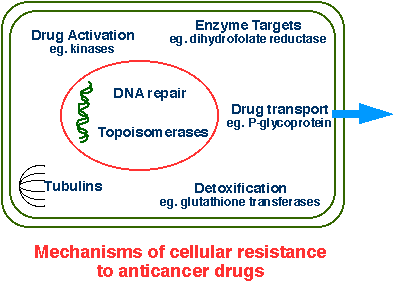 Drug Activation
eg. kinases
Enzyme Targets
eg. dihydrofolate reductase
DNA repair
Topoisomerases
Drug transport
eg. P-glycoprotein
Tubulins
Detoxification
eg. glutathione transferases
Mechanisms of cellular resistance
to anticancer drugs